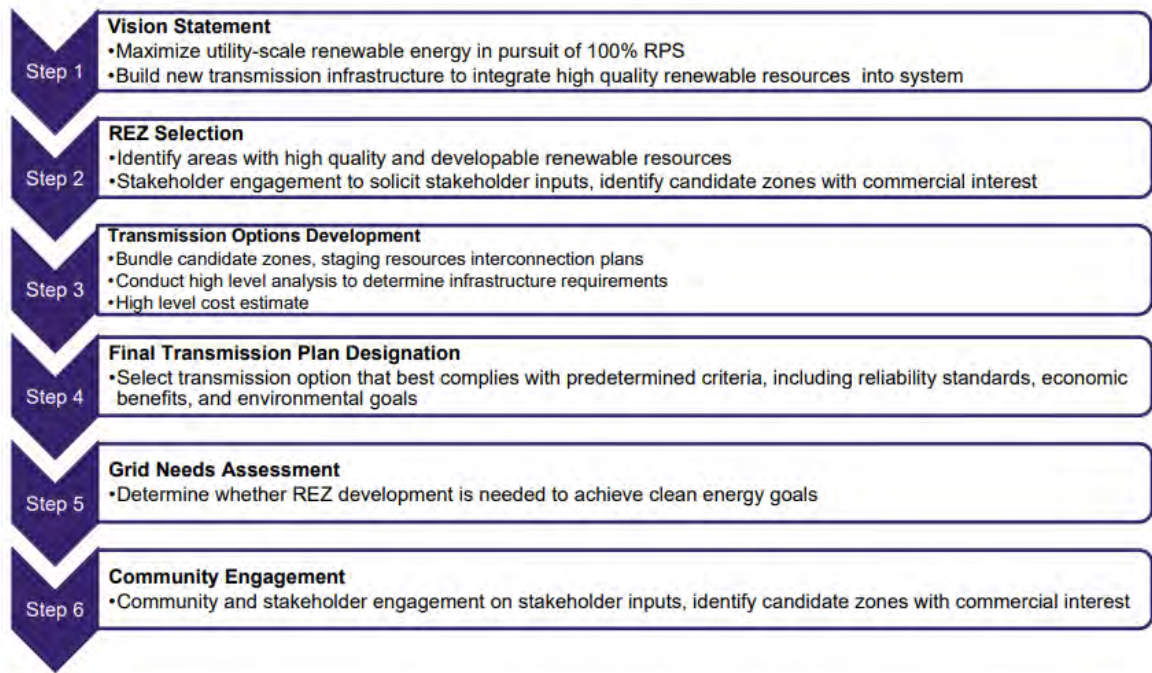 Step 1
Vision Statement
•Maximize utility-scale renewable energy in pursuit of 100% RPS
•Build new transmission infrastructure to integrate high quality renewable resources into system
Step 2
REZ Selection
•Identify areas with high quality and developable renewable resources
•Stakeholder engagement to solicit stakeholder inputs, identify candidate zones with commercial interest
Step 3
Transmission Options Development
•Bundle candidate zones, staging resources interconnection plans
•Conduct high level analysis to determine infrastructure requirements
•High level cost estimate
Step 4
Final Transmission Plan Designation
•Select transmission option that best complies with predetermined criteria, including reliability standards, economic
benefits, and environmental goals
Step 5
Grid Needs Assessment
•Determine whether REZ development is needed to achieve clean energy goals
Step 6
Community Engagement
•Community and stakeholder engagement on stakeholder inputs, identify candidate zones with commercial interest